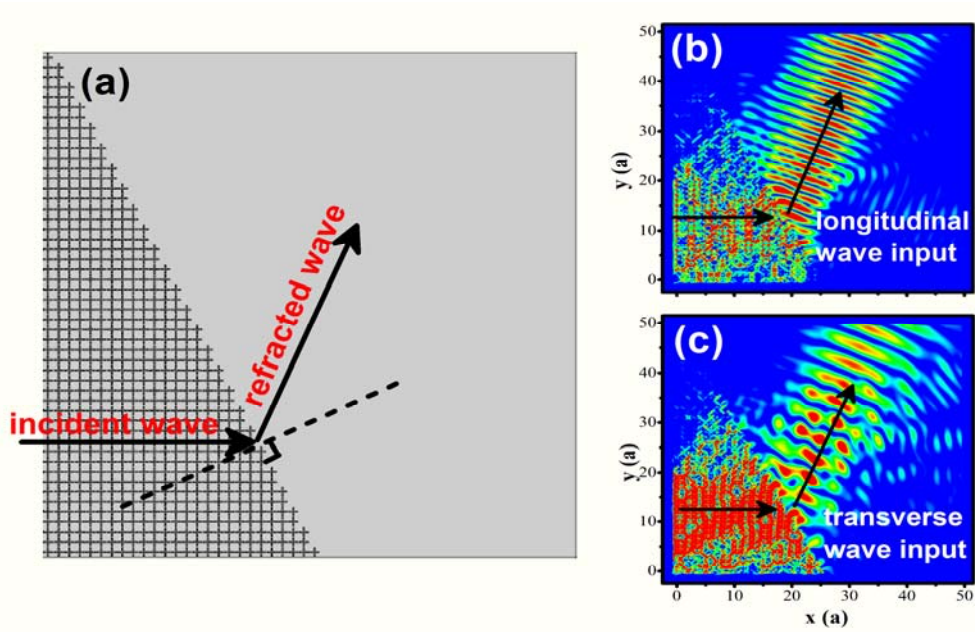 (a)
incident wave
refracted wave
(b)
50
40
30
20
10
0
y (a)
longitudinal
wave input
(c)
50
40
30
20
10
0
y (a)
transverse
wave input
0 10 20 30 40 50
x (a)